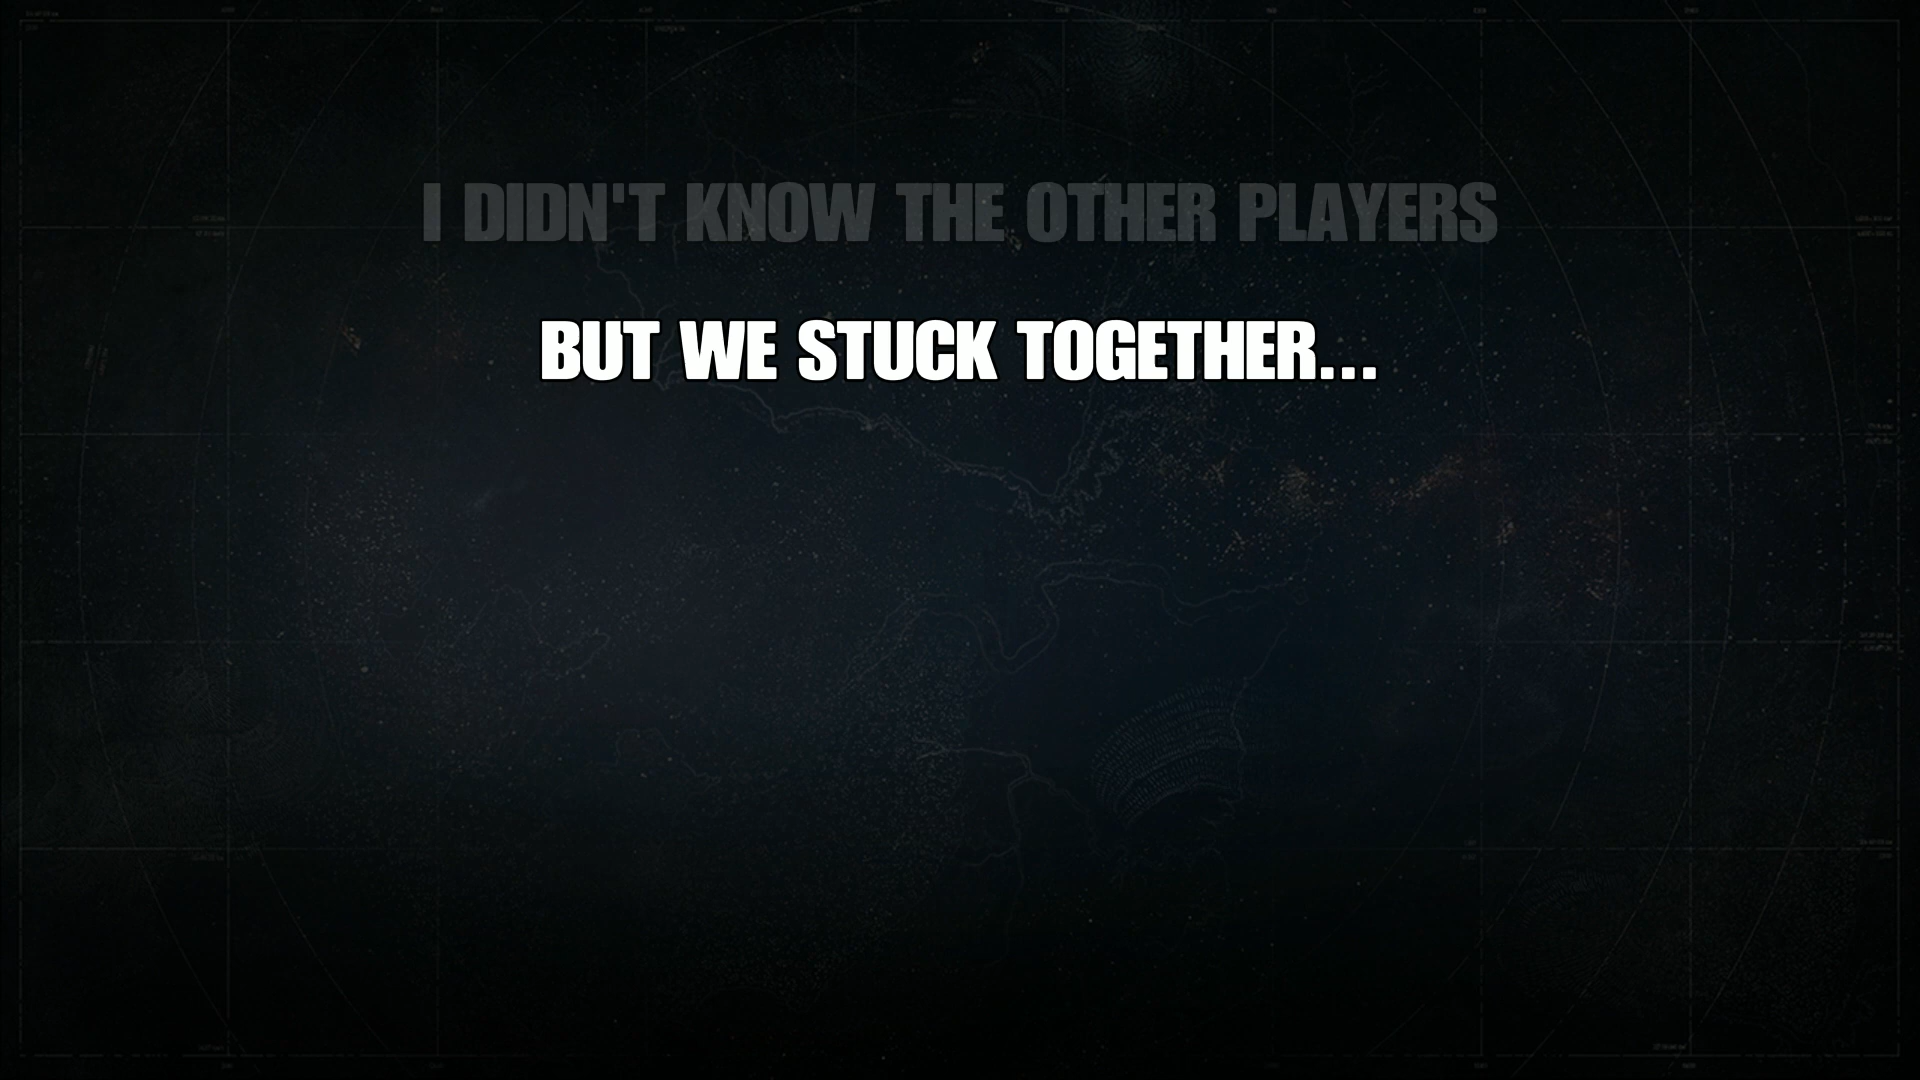 I DIDN'T KNOW THE OTHER PLAYERS
BUT WE STUCK TOGETHER...